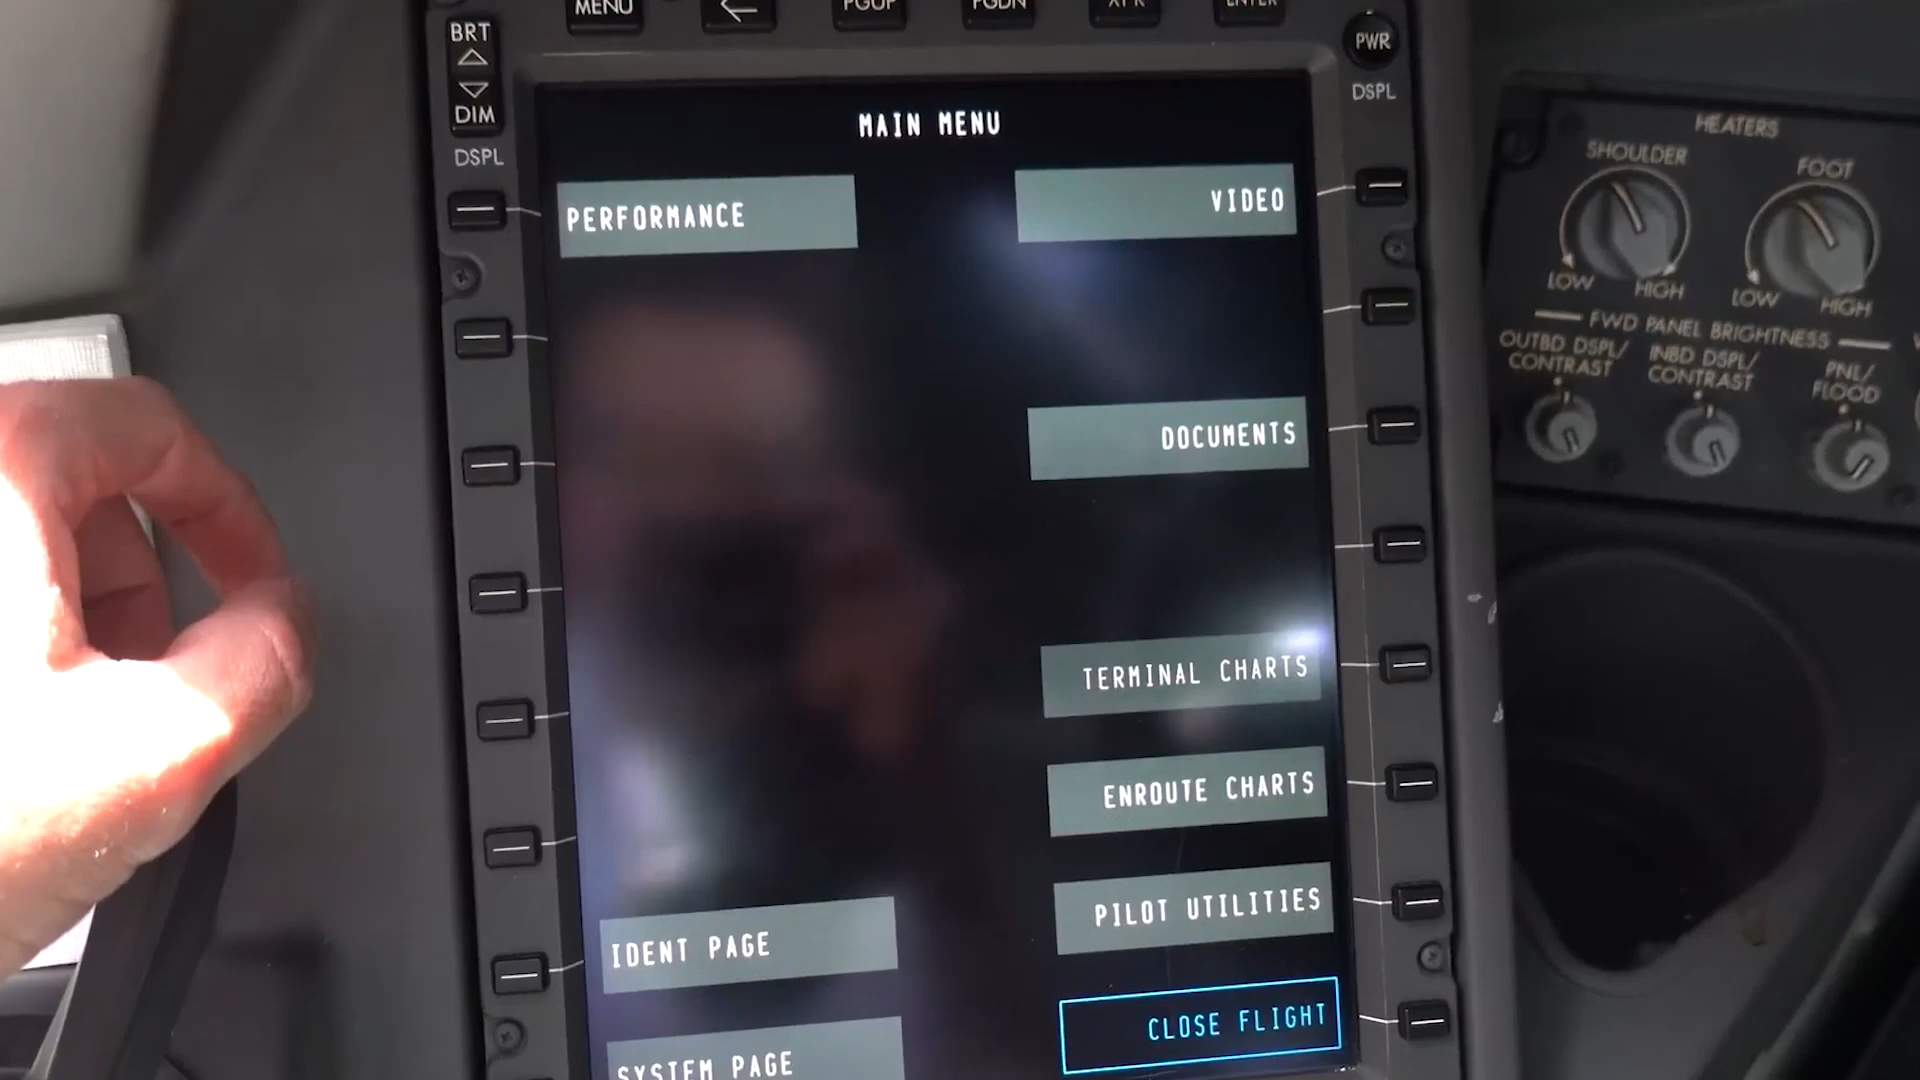 MENU PGUP PGDN XFR ENTER
BRT
DIM
DSPL
PWR
DSPL
MAIN MENU
PERFORMANCE
VIDEO
DOCUMENTS
TERMINAL CHARTS
ENROUTE CHARTS
PILOT UTILITIES
IDENT PAGE
CLOSE FLIGHT
SYSTEM PAGE
HEATERS
SHOULDER
FOOT
LOW HIGH
LOW HIGH
FWD PANEL BRIGHTNESS
OUTBD DSPL/
CONTRAST
INBD DSPL/
CONTRAST
PNL/
FLOOD